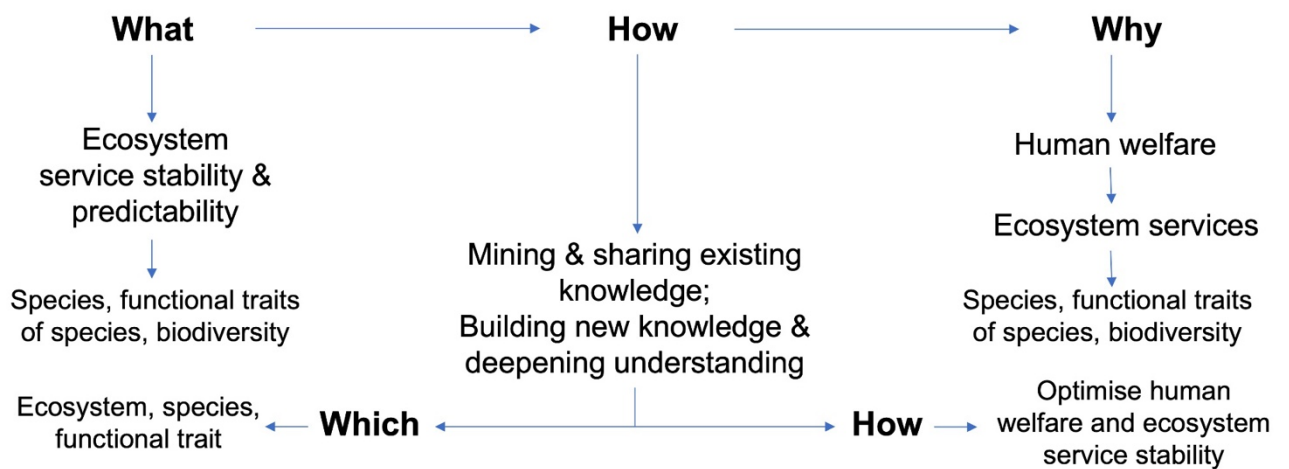 What
How
Why
Ecosystem
service stability &
predictability
Species, functional traits
of species, biodiversity
Mining & sharing existing
knowledge;
Building new knowledge &
deepening understanding
Human welfare
Ecosystem services
Species, functional traits
of species, biodiversity
Ecosystem, species,
functional trait
Which
How
Optimise human
welfare and ecosystem
service stability